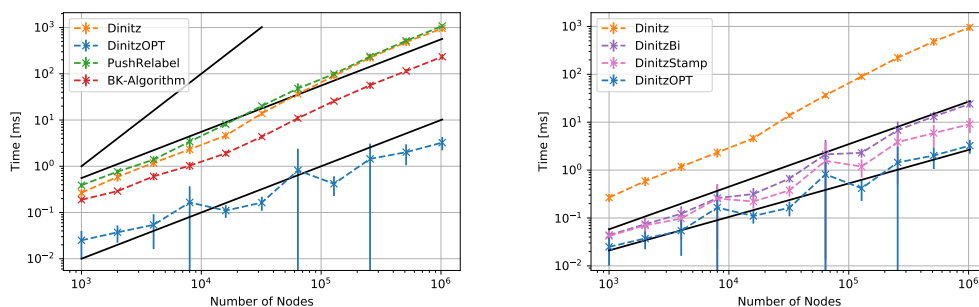 10³
10²
10¹
10⁰
10⁻¹
10⁻²
Time [ms]
Dinitz
DinitzOPT
PushRelabel
BK-Algorithm
10³ 10⁴ 10⁵ 10⁶
Number of Nodes
10³
10²
10¹
10⁰
10⁻¹
10⁻²
Time [ms]
Dinitz
DinitzBi
DinitzStamp
DinitzOPT
10³ 10⁴ 10⁵ 10⁶
Number of Nodes